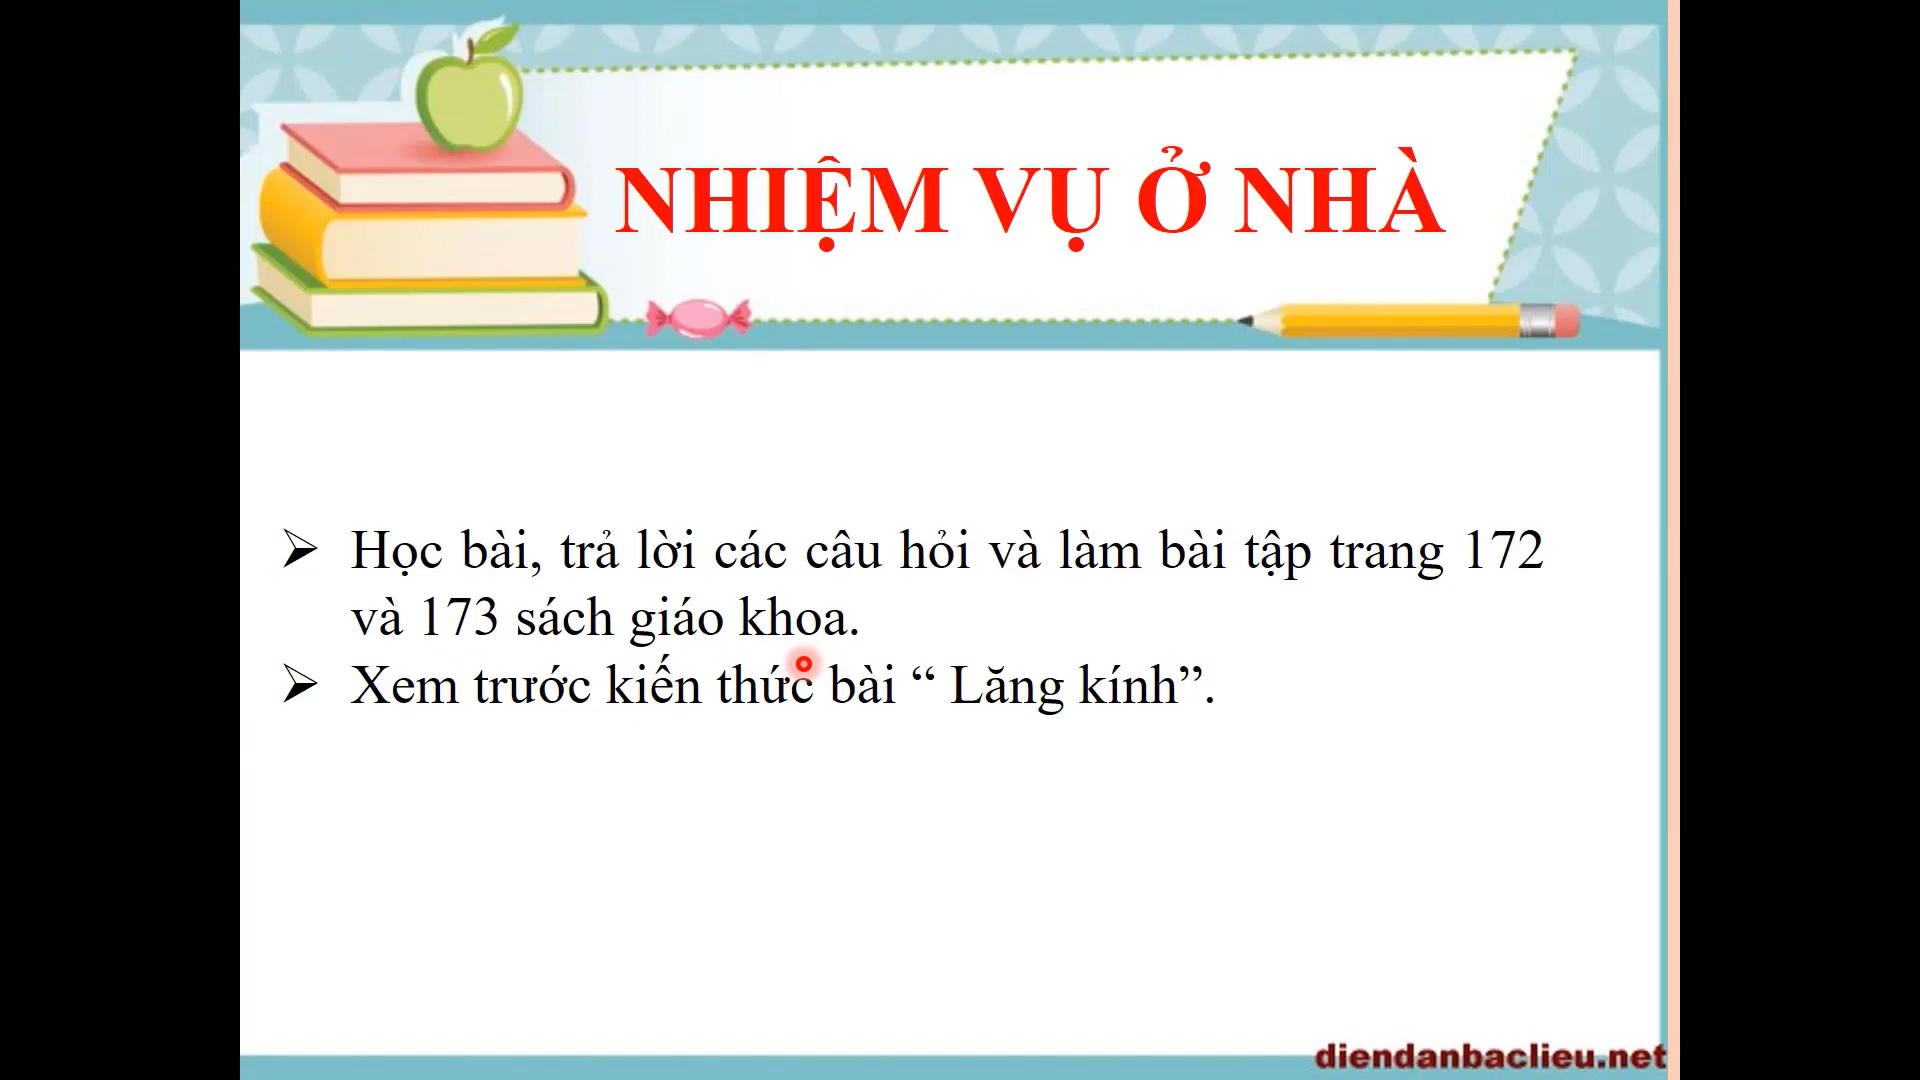 NHIỆM VỤ Ở NHÀ
➢ Học bài, trả lời các câu hỏi và làm bài tập trang 172
và 173 sách giáo khoa.
➢ Xem trước kiến thức bài “ Lăng kính”.
diendanbaclieu.net